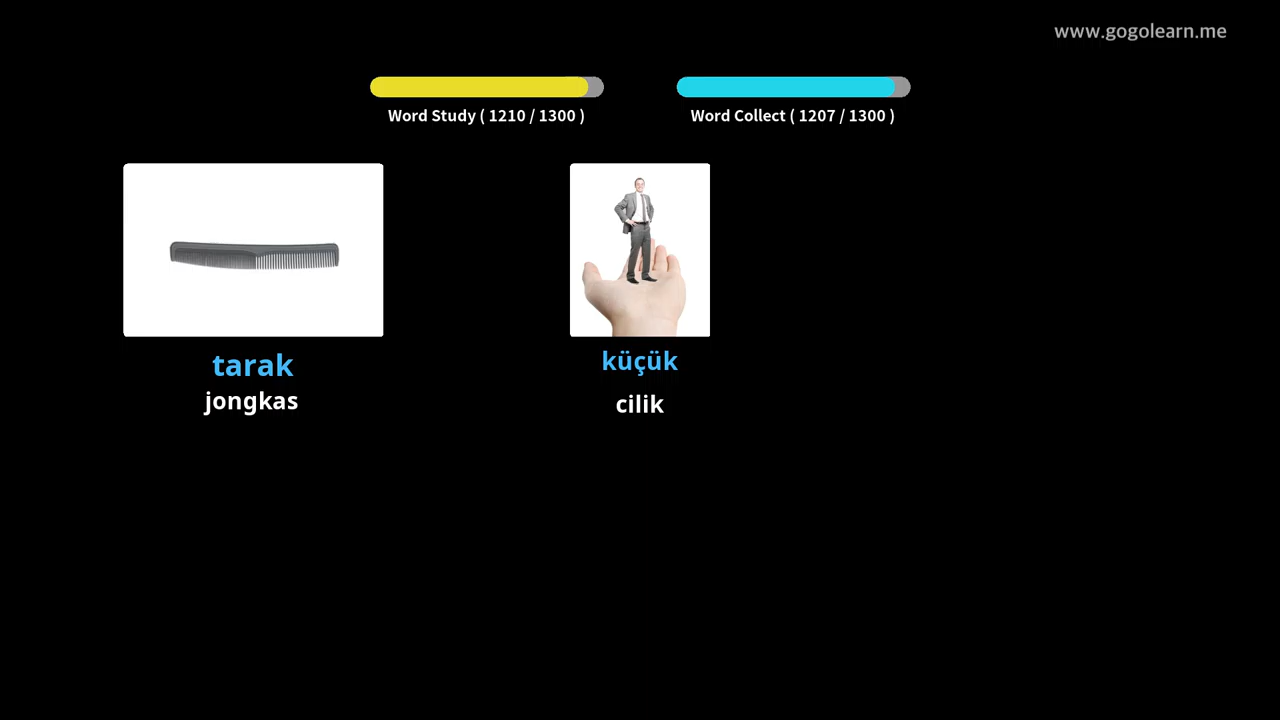 www.gogolearn.me
Word Study ( 1210 / 1300 )
Word Collect ( 1207 / 1300 )
tarak
jongkas
küçük
cilik